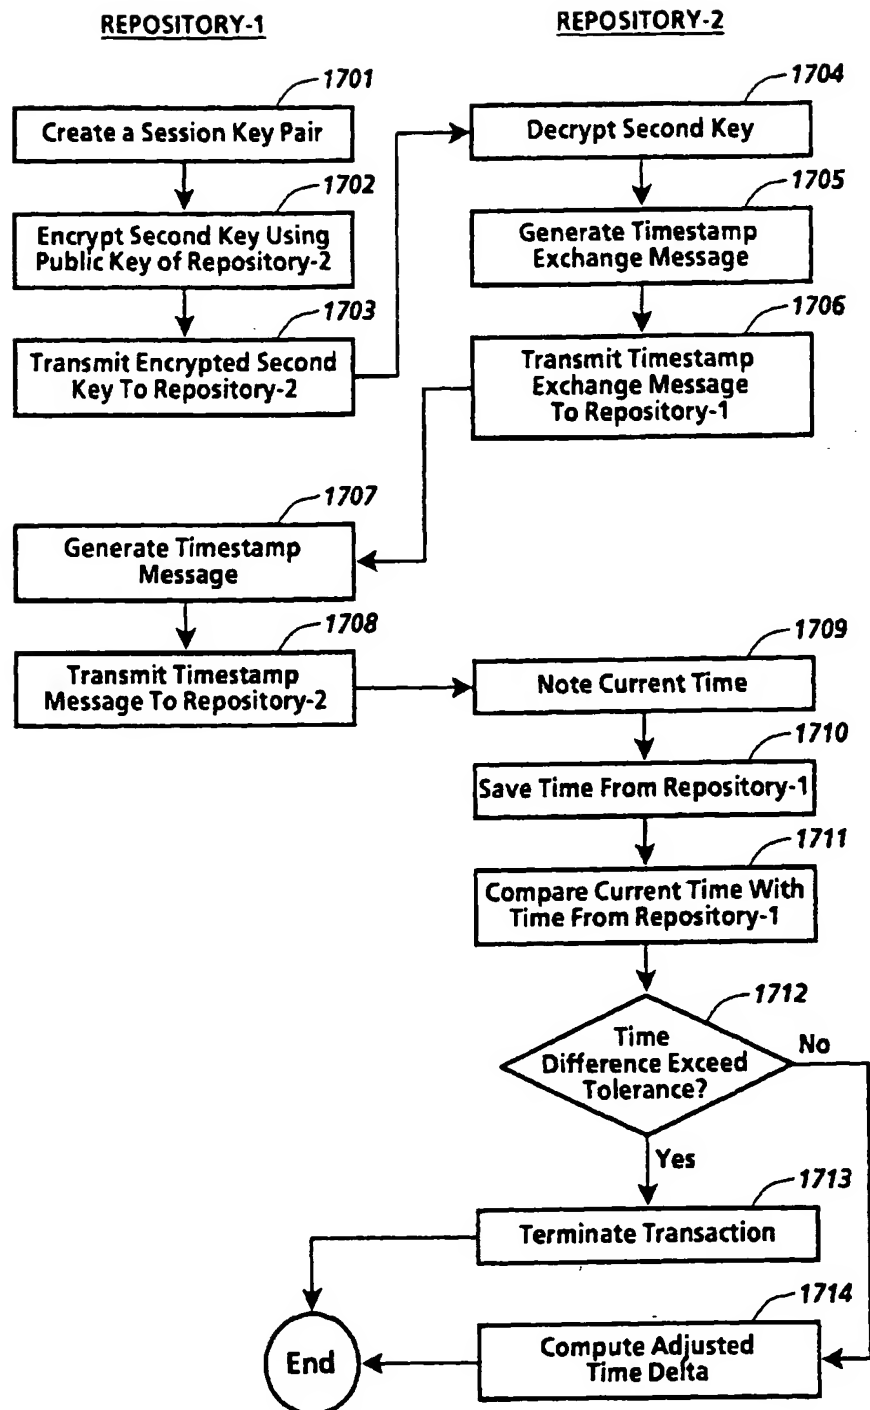 REPOSITORY-1
REPOSITORY-2
1701
Create a Session Key Pair
1702
Encrypt Second Key Using
Public Key of Repository-2
1703
Transmit Encrypted Second
Key To Repository-2
1704
Decrypt Second Key
1705
Generate Timestamp
Exchange Message
1706
Transmit Timestamp
Exchange Message
To Repository-1
1707
Generate Timestamp
Message
1708
Transmit Timestamp
Message To Repository-2
1709
Note Current Time
1710
Save Time From Repository-1
1711
Compare Current Time With
Time From Repository-1
1712
Time
Difference Exceed
Tolerance?
No
Yes
1713
Terminate Transaction
1714
Compute Adjusted
Time Delta
End